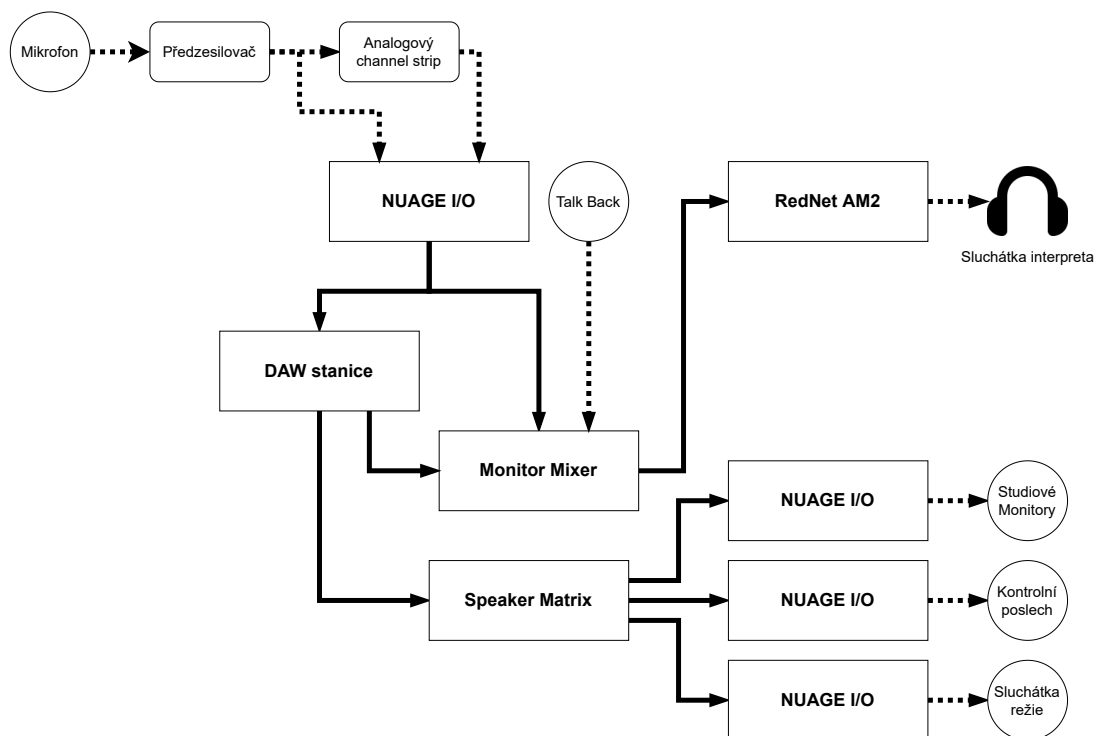 Mikrofon
Předzesilovač
Analogový
channel strip
NUAGE I/O
Talk Back
RedNet AM2
Sluchátka interpreta
DAW stanice
Monitor Mixer
NUAGE I/O
Studiové
Monitory
Speaker Matrix
NUAGE I/O
Kontrolní
poslech
NUAGE I/O
Sluchátka
režie